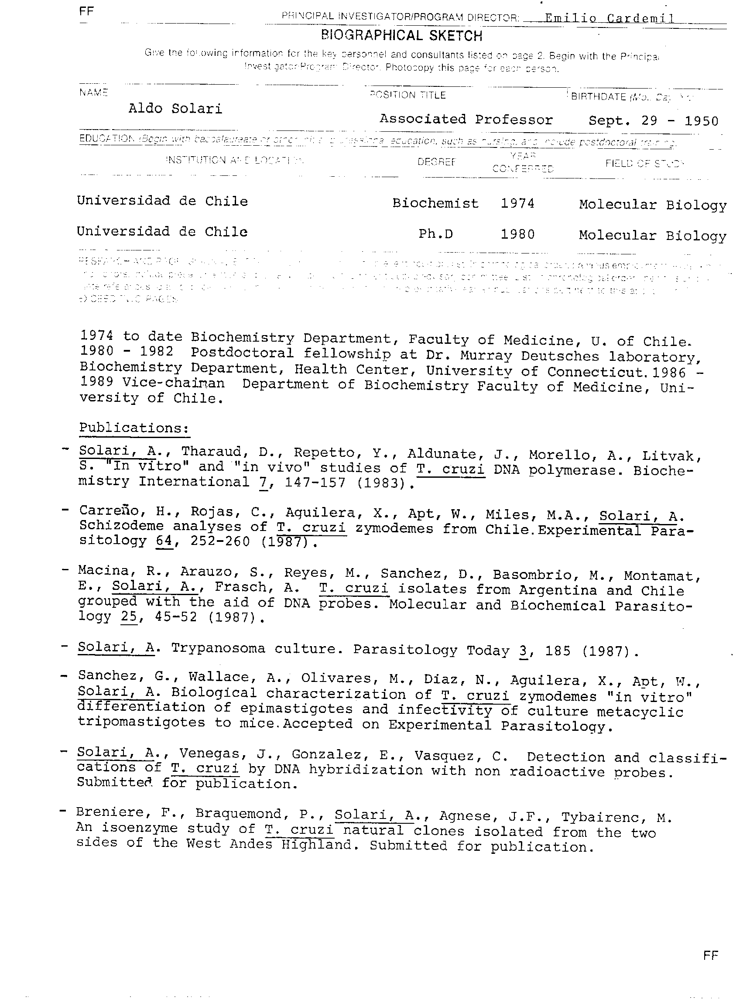 FF
PRINCIPAL INVESTIGATOR/PROGRAM DIRECTOR: Emilio Cardemil
BIOGRAPHICAL SKETCH
Give the following information for the key personnel and consultants listed on page 2. Begin with the Principal
Investigator/Program Director. Photocopy this page for each person.
NAME POSITION TITLE BIRTHDATE (Mo., Day,
Aldo Solari Associated Professor Sept. 29 - 1950
EDUCATION (Begin with baccalaureate or other education, such as nursing, and include postdoctoral training.)
INSTITUTION AND LOCATION DEGREE YEAR CONFERRED FIELD OF STUDY
Universidad de Chile Biochemist 1974 Molecular Biology
Universidad de Chile Ph.D 1980 Molecular Biology
RESEARCH AND
EXCEED TWO PAGES
1974 to date Biochemistry Department, Faculty of Medicine, U. of Chile.
1980 - 1982 Postdoctoral fellowship at Dr. Murray Deutsches laboratory,
Biochemistry Department, Health Center, University of Connecticut. 1986 -
1989 Vice-chaiman Department of Biochemistry Faculty of Medicine, Uni-
versity of Chile.
Publications:
- Solari, A., Tharaud, D., Repetto, Y., Aldunate, J., Morello, A., Litvak,
S. "In vitro" and "in vivo" studies of T. cruzi DNA polymerase. Bioche-
mistry International 7, 147-157 (1983).
- Carreño, H., Rojas, C., Aguilera, X., Apt, W., Miles, M.A., Solari, A.
Schizodeme analyses of T. cruzi zymodemes from Chile.Experimental Para-
sitology 64, 252-260 (1987).
- Macina, R., Arauzo, S., Reyes, M., Sanchez, D., Basombrio, M., Montamat,
E., Solari, A., Frasch, A. T. cruzi isolates from Argentina and Chile
grouped with the aid of DNA probes. Molecular and Biochemical Parasito-
logy 25, 45-52 (1987).
- Solari, A. Trypanosoma culture. Parasitology Today 3, 185 (1987).
- Sanchez, G., Wallace, A., Olivares, M., Diaz, N., Aguilera, X., Apt, W.,
Solari, A. Biological characterization of T. cruzi zymodemes "in vitro"
differentiation of epimastigotes and infectivity of culture metacyclic
tripomastigotes to mice.Accepted on Experimental Parasitology.
- Solari, A., Venegas, J., Gonzalez, E., Vasquez, C. Detection and classifi-
cations of T. cruzi by DNA hybridization with non radioactive probes.
Submitted for publication.
- Breniere, F., Braquemond, P., Solari, A., Agnese, J.F., Tybairenc, M.
An isoenzyme study of T. cruzi natural clones isolated from the two
sides of the West Andes Highland. Submitted for publication.
FF